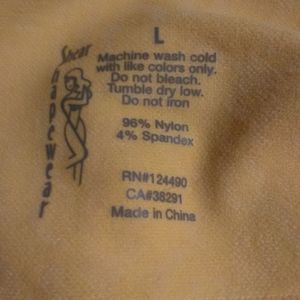 Shear
Shapewear
L
Machine wash cold
with like colors only.
Do not bleach.
Tumble dry low.
Do not iron
96% Nylon
4% Spandex
RN#124490
CA#38291
Made in China